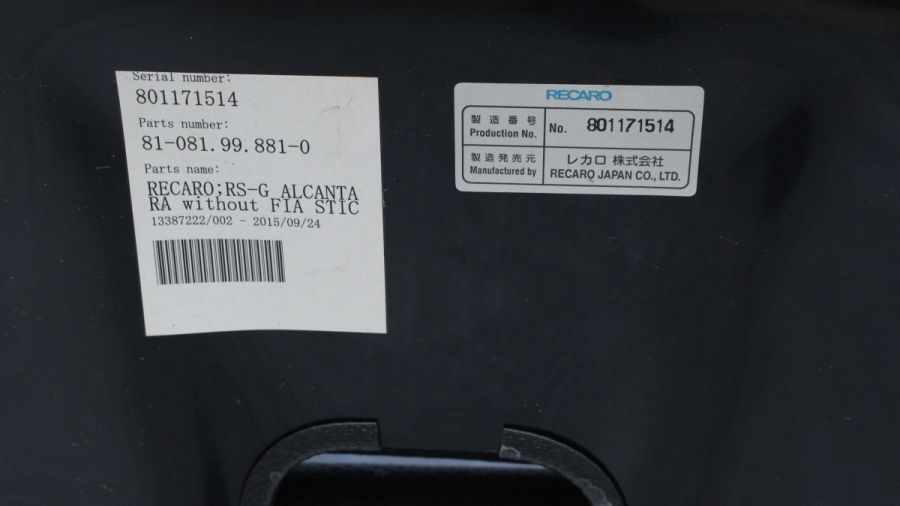 Serial number:
801171514
Parts number:
81-081.99.881-0
Parts name:
RECARO;RS-G ALCANTA
RA without FIA STIC
13387222/002 - 2015/09/24
RECARO
製造番号
Production No.
No. 801171514
製造発売元
Manufactured by
レカロ 株式会社
RECARO JAPAN CO., LTD.